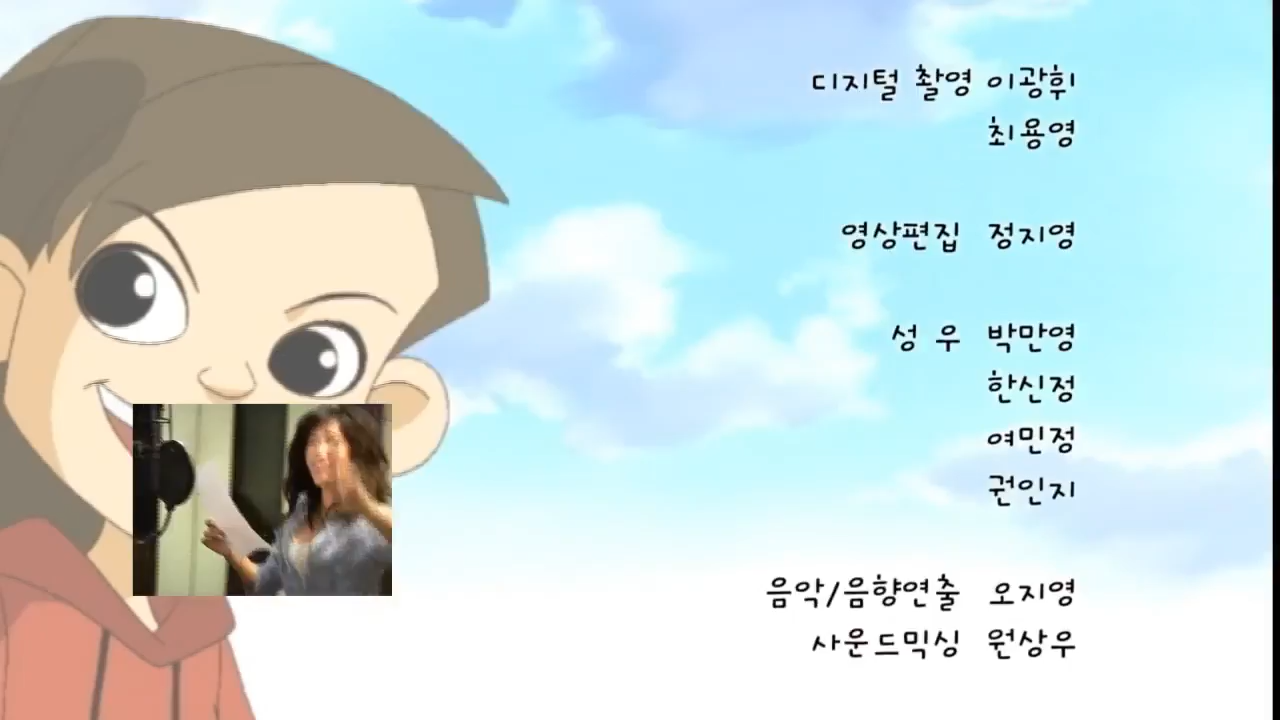 디지털 촬영 이광휘
최용영
영상편집 정지영
성 우 박만영
한신정
여민정
권인지
음악/음향연출 오지영
사운드믹싱 원상우